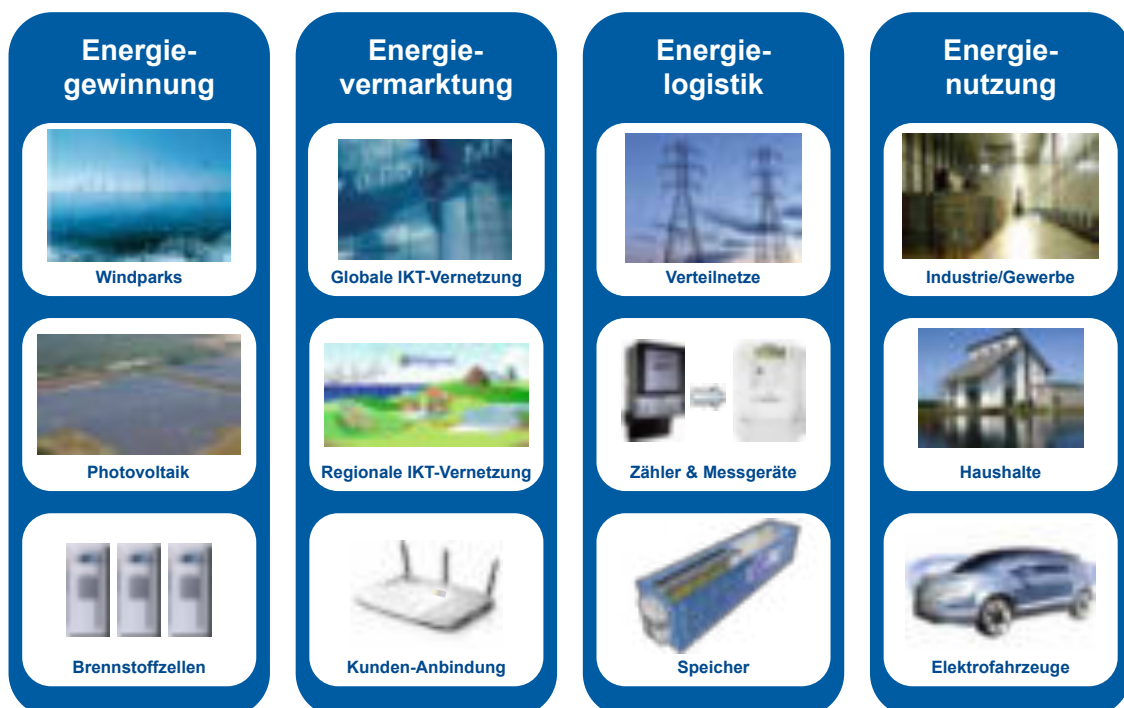 Energie-
gewinnung
Windparks
Photovoltaik
Brennstoffzellen
Energie-
vermarktung
Globale IKT-Vernetzung
Regionale IKT-Vernetzung
Kunden-Anbindung
Energie-
logistik
Verteilnetze
Zähler & Messgeräte
Speicher
Energie-
nutzung
Industrie/Gewerbe
Haushalte
Elektrofahrzeuge